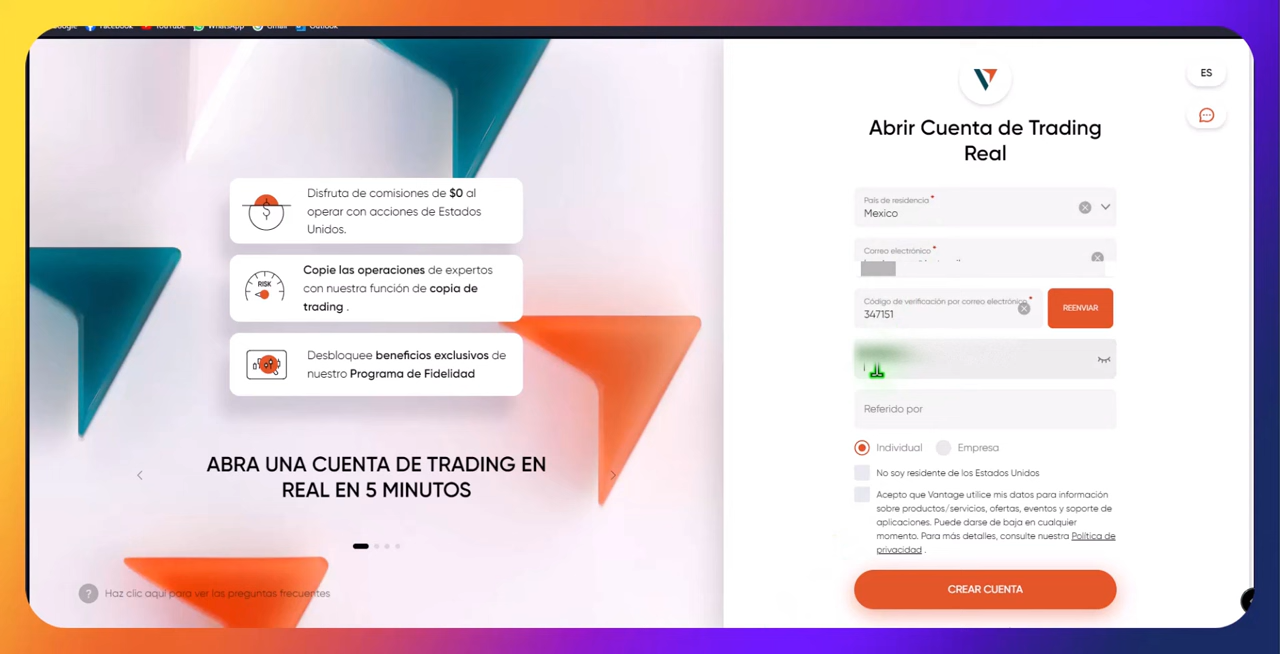 Facebook
YouTube
WhatsApp
Gmail
Outlook
ES
Abrir Cuenta de Trading
Real
Disfruta de comisiones de $0 al
operar con acciones de Estados
Unidos.
RISK
Copie las operaciones de expertos
con nuestra función de copia de
trading .
Desbloquee beneficios exclusivos de
nuestro Programa de Fidelidad
ABRA UNA CUENTA DE TRADING EN
REAL EN 5 MINUTOS
? Haz clic aquí para ver las preguntas frecuentes
País de residencia *
Mexico
Correo electrónico *
Código de verificación por correo electrónico *
347151
REENVIAR
Referido por
Individual Empresa
No soy residente de los Estados Unidos
Acepto que Vantage utilice mis datos para información
sobre productos/servicios, ofertas, eventos y soporte de
aplicaciones. Puede darse de baja en cualquier
momento. Para más detalles, consulte nuestra Política de
privacidad .
CREAR CUENTA